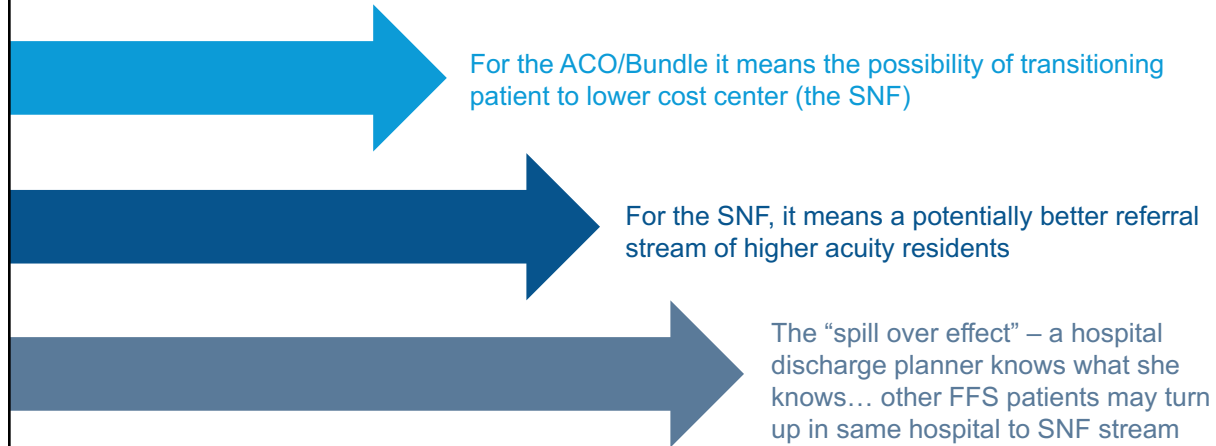 For the ACO/Bundle it means the possibility of transitioning
patient to lower cost center (the SNF)
For the SNF, it means a potentially better referral
stream of higher acuity residents
The “spill over effect” – a hospital
discharge planner knows what she
knows… other FFS patients may turn
up in same hospital to SNF stream